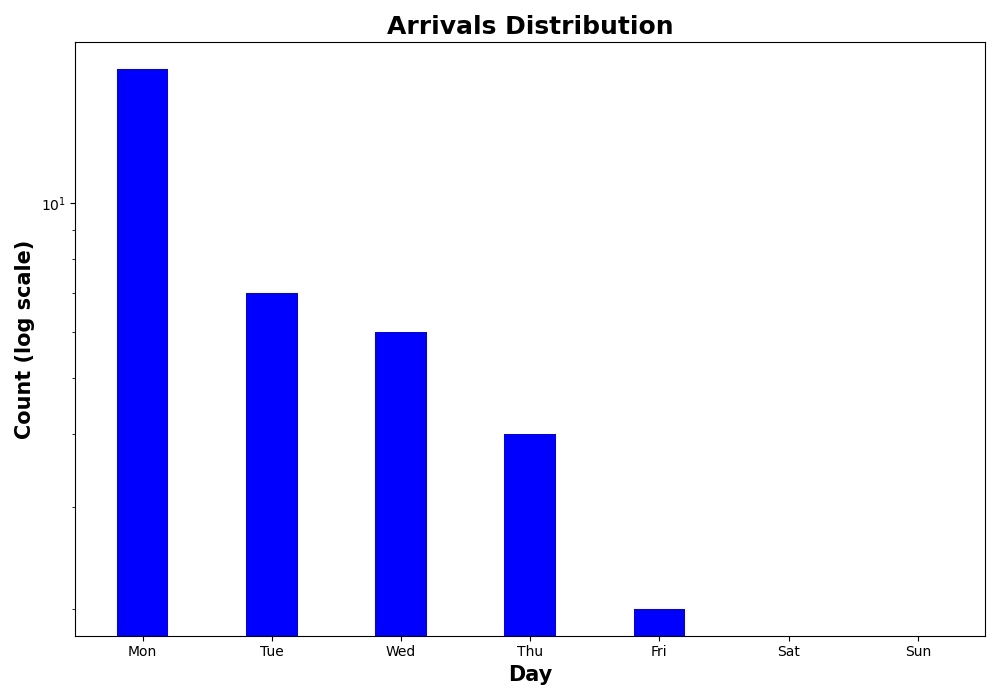 Arrivals Distribution
Count (log scale)
10¹
Mon Tue Wed Thu Fri Sat Sun
Day